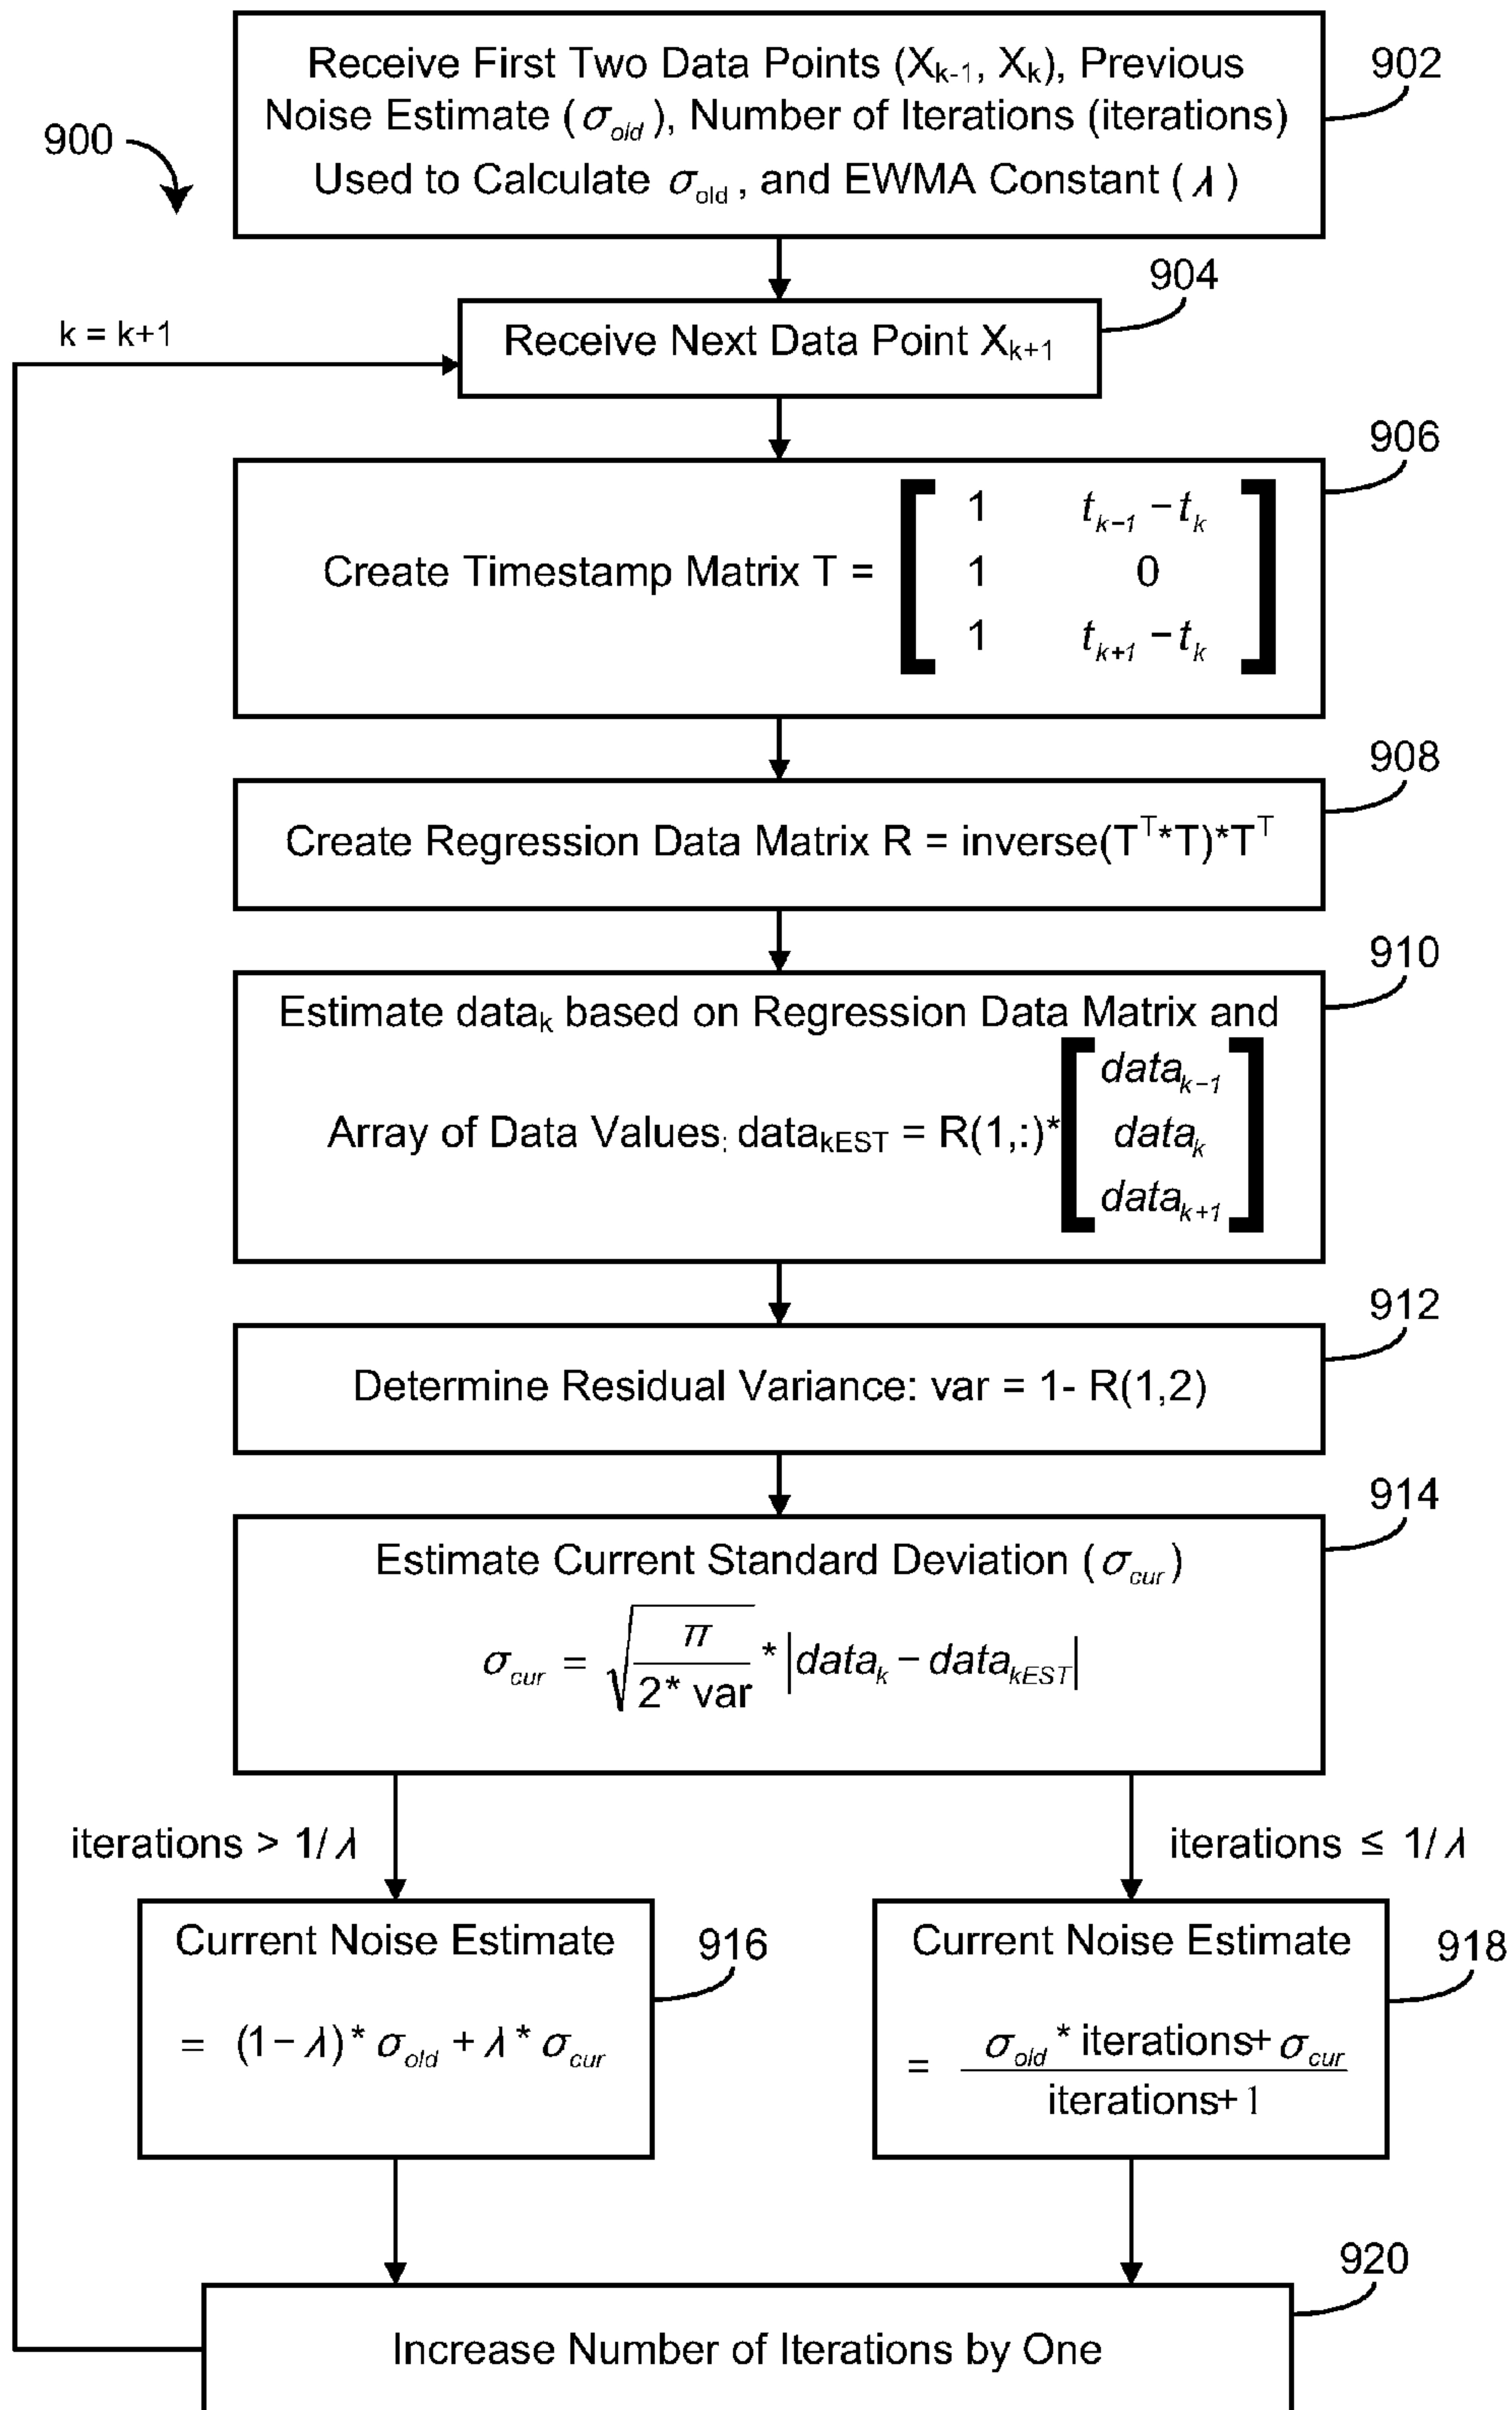 Receive First Two Data Points (Xk-1, Xk), Previous
Noise Estimate (σold), Number of Iterations (iterations)
Used to Calculate σold, and EWMA Constant (λ)
902
900
904
k = k+1
Receive Next Data Point Xk+1
906
Create Timestamp Matrix T =
1 tk−1 − tk
1 0
1 tk+1 − tk
908
Create Regression Data Matrix R = inverse(T^T*T)*T^T
910
Estimate datak based on Regression Data Matrix and
Array of Data Values; datakEST = R(1,:)*
datak−1
datak
datak+1
912
Determine Residual Variance: var = 1- R(1,2)
914
Estimate Current Standard Deviation (σcur)
σcur = √(π / 2* var) * |datak − datakEST|
iterations > 1/λ
iterations ≤ 1/λ
Current Noise Estimate
= (1−λ)* σold + λ* σcur
916
Current Noise Estimate
= σold * iterations+ σcur
iterations+1
918
920
Increase Number of Iterations by One